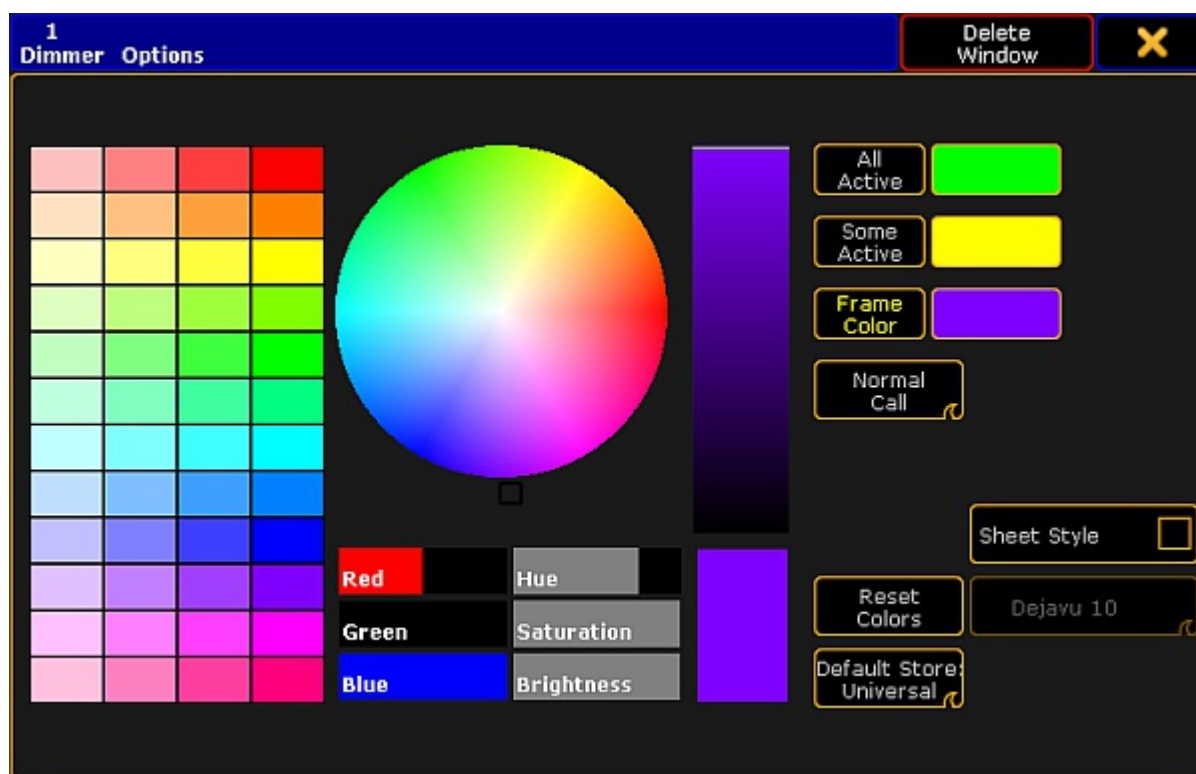 1
Dimmer Options
Delete
Window
All
Active
Some
Active
Frame
Color
Normal
Call
Sheet Style
Red
Hue
Green
Saturation
Blue
Brightness
Reset
Colors
Dejavu 10
Default Store:
Universal